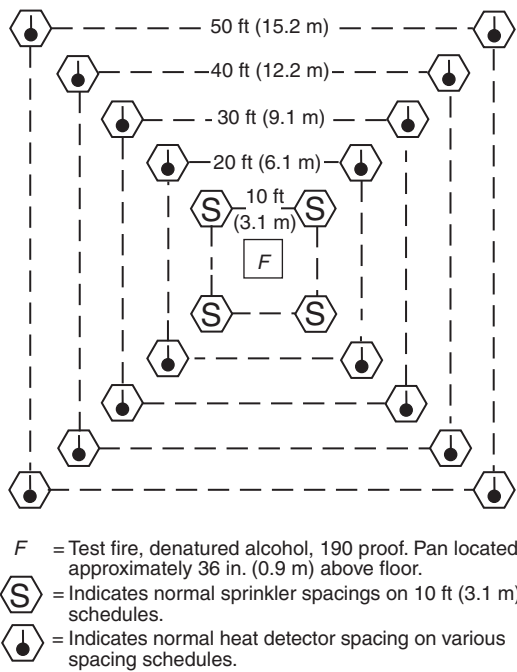 50 ft (15.2 m)
40 ft (12.2 m)
30 ft (9.1 m)
20 ft (6.1 m)
S 10 ft S
(3.1 m)
F
S S
F = Test fire, denatured alcohol, 190 proof. Pan located
approximately 36 in. (0.9 m) above floor.
S = Indicates normal sprinkler spacings on 10 ft (3.1 m)
schedules.
= Indicates normal heat detector spacing on various
spacing schedules.